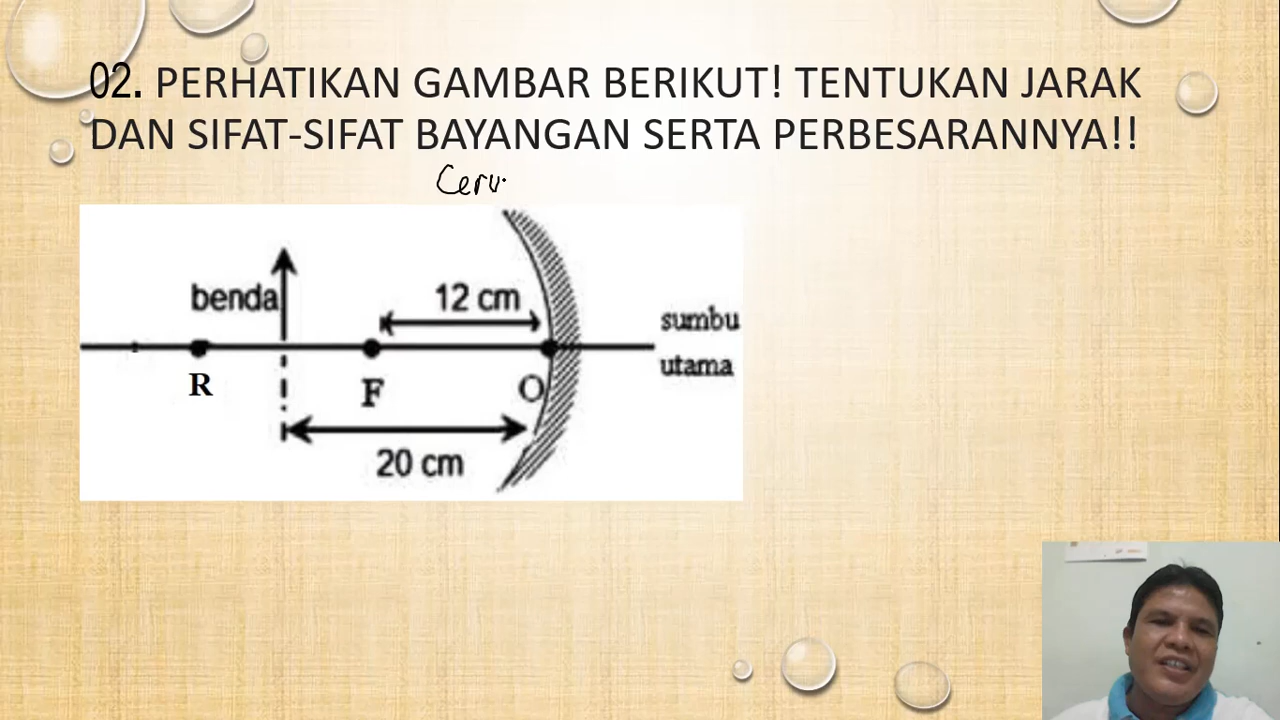 02. PERHATIKAN GAMBAR BERIKUT! TENTUKAN JARAK
DAN SIFAT-SIFAT BAYANGAN SERTA PERBESARANNYA!!
Ceru
benda
12 cm
sumbu
utama
R
F
O
20 cm